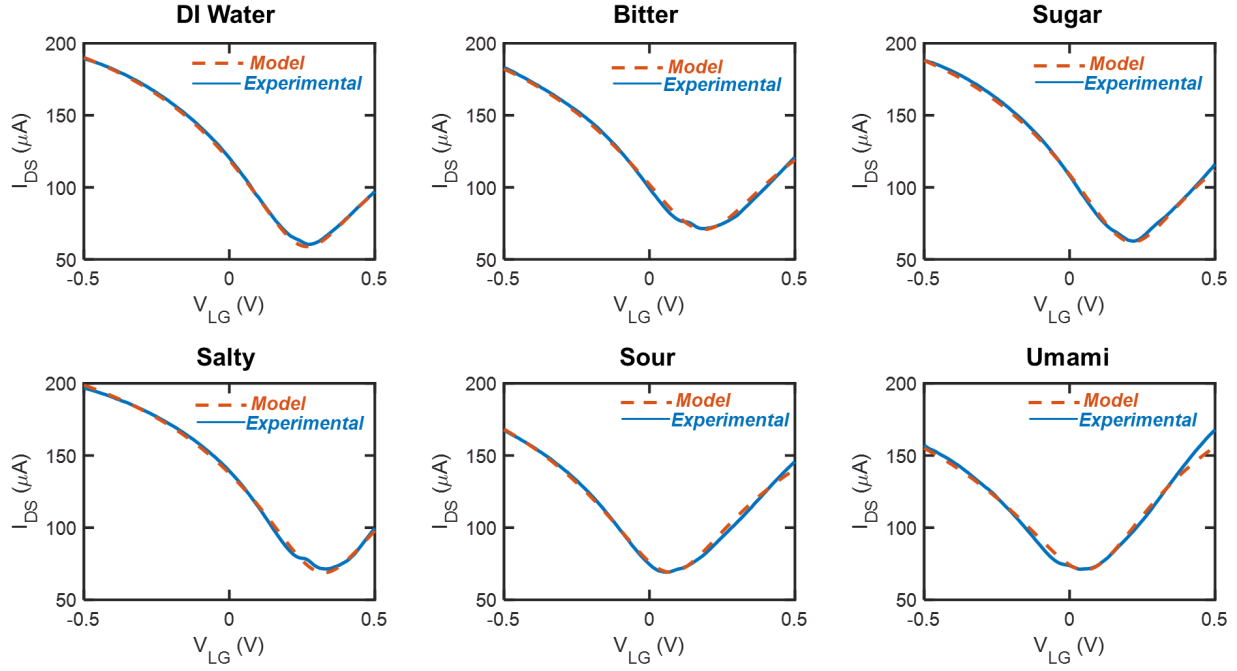 DI Water
200
150
100
50
-0.5
0
0.5
I_DS (μA)
V_LG (V)
Model
Experimental
Bitter
200
150
100
50
-0.5
0
0.5
I_DS (μA)
V_LG (V)
Model
Experimental
Sugar
200
150
100
50
-0.5
0
0.5
I_DS (μA)
V_LG (V)
Model
Experimental
Salty
200
150
100
50
-0.5
0
0.5
I_DS (μA)
V_LG (V)
Model
Experimental
Sour
200
150
100
50
-0.5
0
0.5
I_DS (μA)
V_LG (V)
Model
Experimental
Umami
200
150
100
50
-0.5
0
0.5
I_DS (μA)
V_LG (V)
Model
Experimental